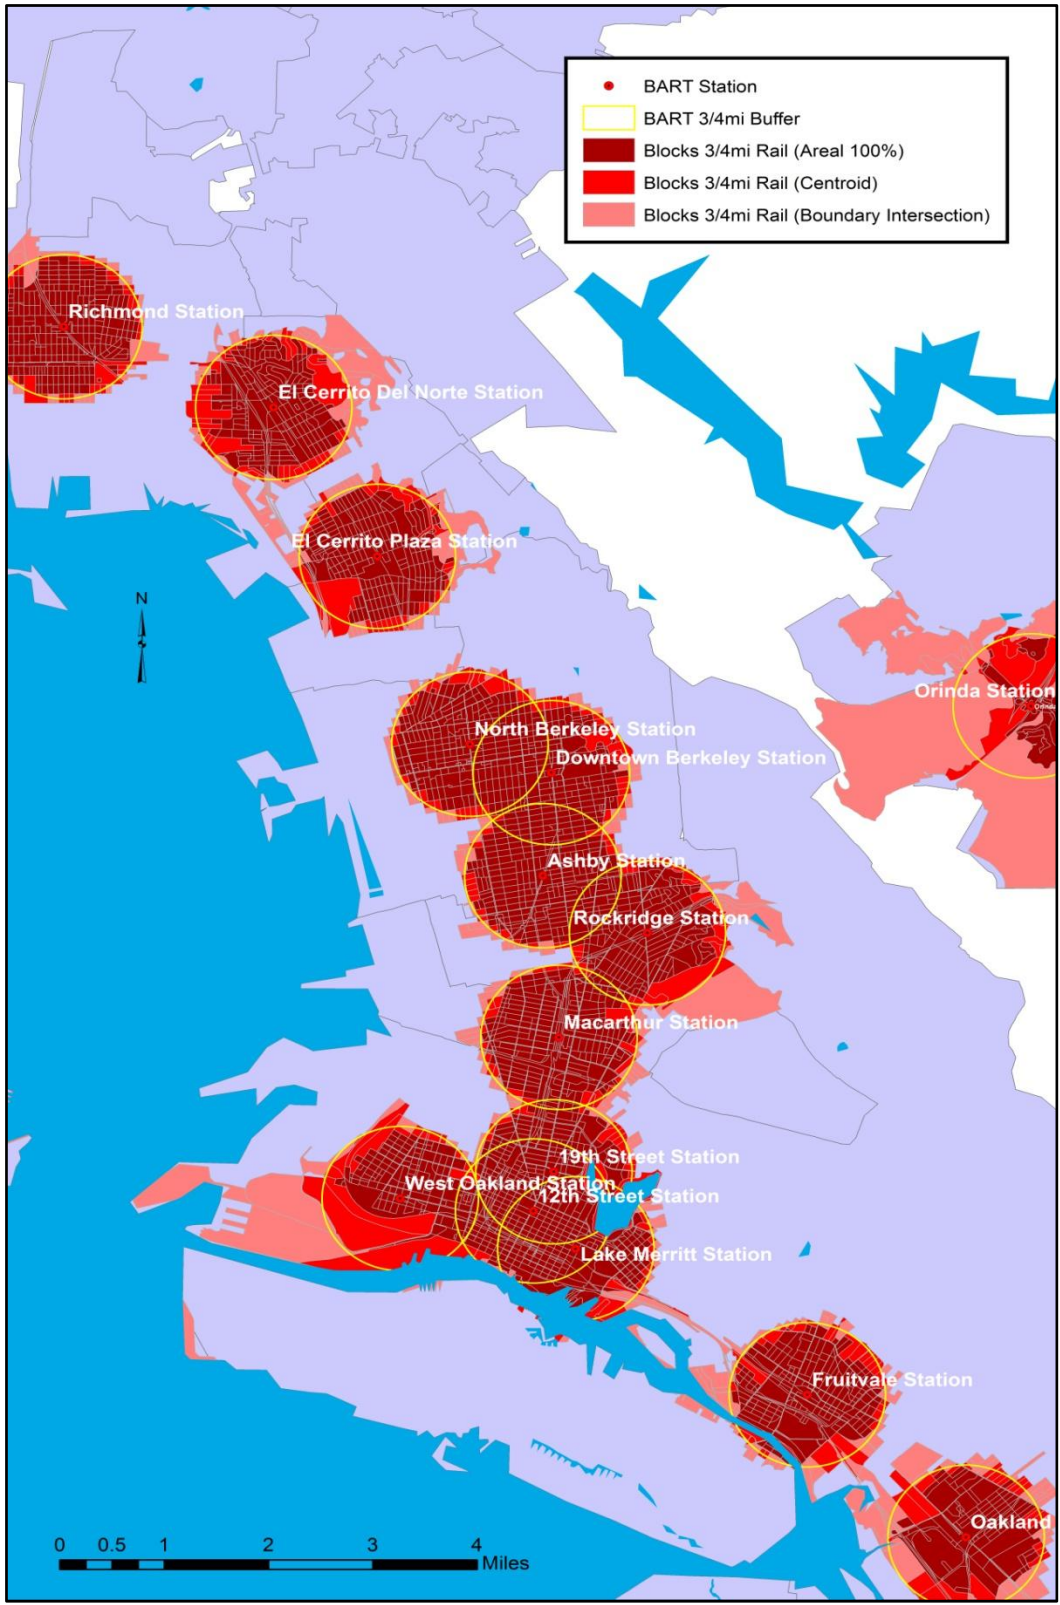 BART Station
BART 3/4mi Buffer
Blocks 3/4mi Rail (Areal 100%)
Blocks 3/4mi Rail (Centroid)
Blocks 3/4mi Rail (Boundary Intersection)
Richmond Station
El Cerrito Del Norte Station
El Cerrito Plaza Station
N
Orinda Station
Orinda
North Berkeley Station
Downtown Berkeley Station
Ashby Station
Rockridge Station
Macarthur Station
19th Street Station
West Oakland Station
12th Street Station
Lake Merritt Station
Fruitvale Station
Oakland
0 0.5 1 2 3 4
Miles